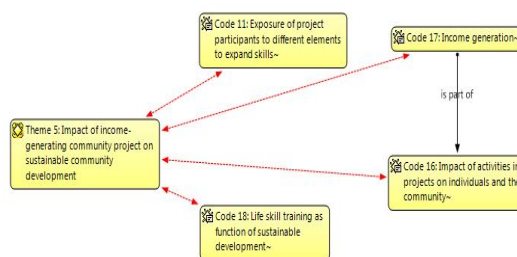 Code 11: Exposure of project
participants to different elements
to expand skills~
Code 17: Income generation~
is part of
Theme 5: Impact of income-
generating community project on
sustainable community
development
Code 16: Impact of activities in
projects on individuals and the
community~
Code 18: Life skill training as
function of sustainable
development~